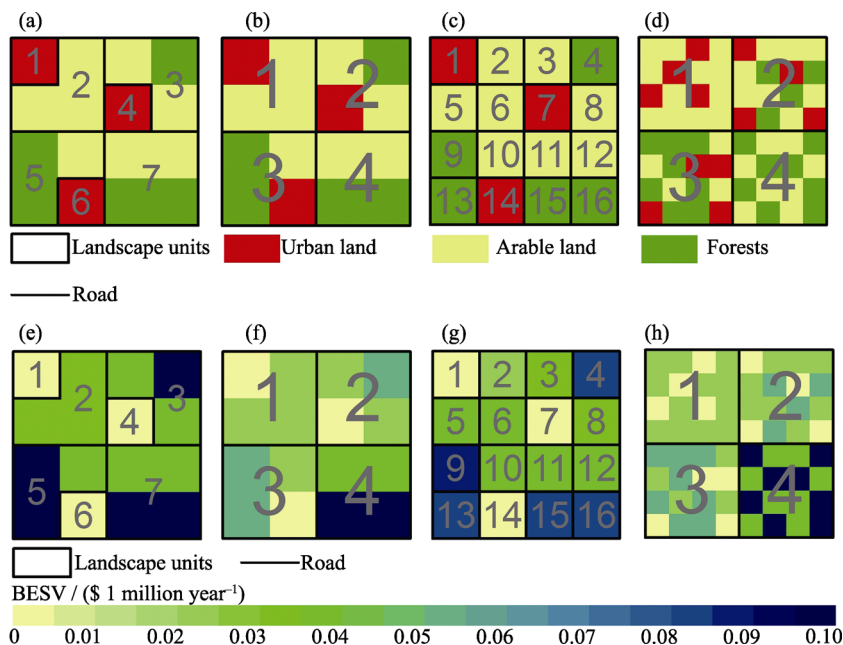 (a) (b) (c) (d)
1 2 3 1 2 1 2 3 4 1 2
4 5 6 7 8
5 6 7 3 4 9 10 11 12 3 4
13 14 15 16
Landscape units Urban land Arable land Forests
Road
(e) (f) (g) (h)
1 2 3 1 2 1 2 3 4 1 2
4 5 6 7 8
5 6 7 3 4 9 10 11 12 3 4
13 14 15 16
Landscape units Road
BESV / ($ 1 million year⁻¹)
0 0.01 0.02 0.03 0.04 0.05 0.06 0.07 0.08 0.09 0.10